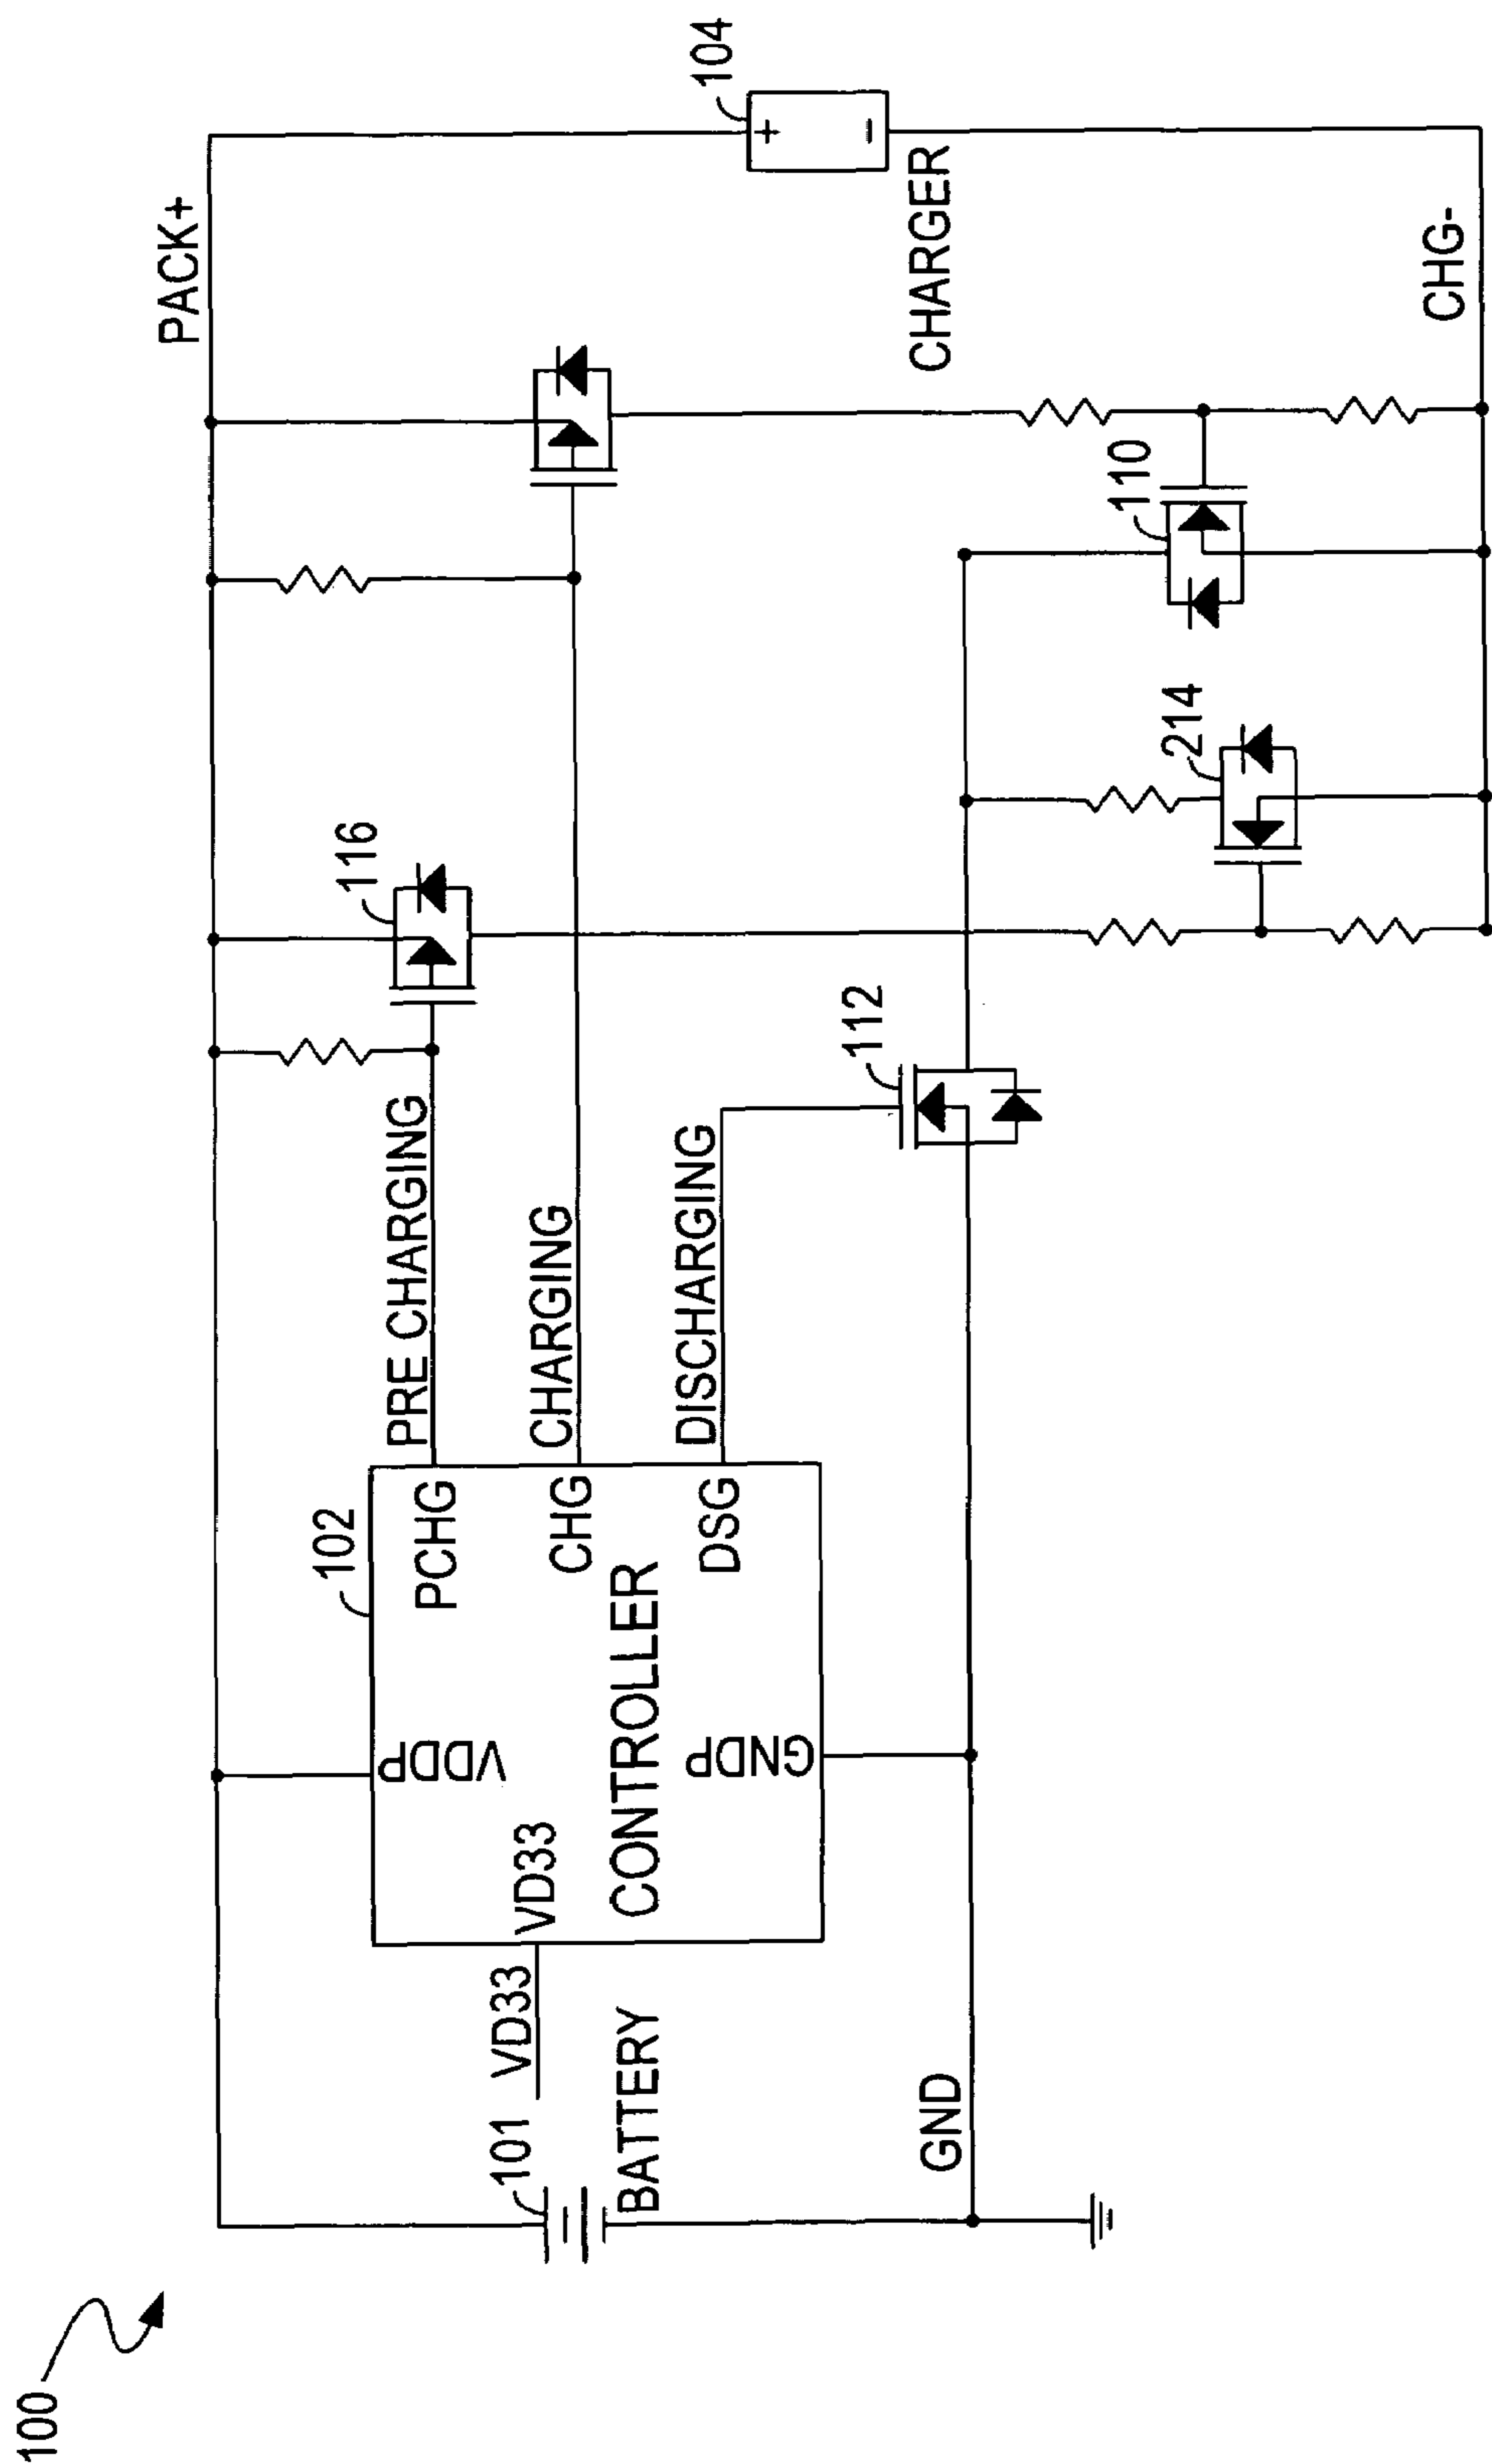 100
PACK+
104
116
102
PRE CHARGING
PCHG
VDDP
CHARGING
CHG
VD33
VD33
101
CONTROLLER
BATTERY
DISCHARGING
DSG
GNDP
112
CHARGER
GND
110
214
CHG-